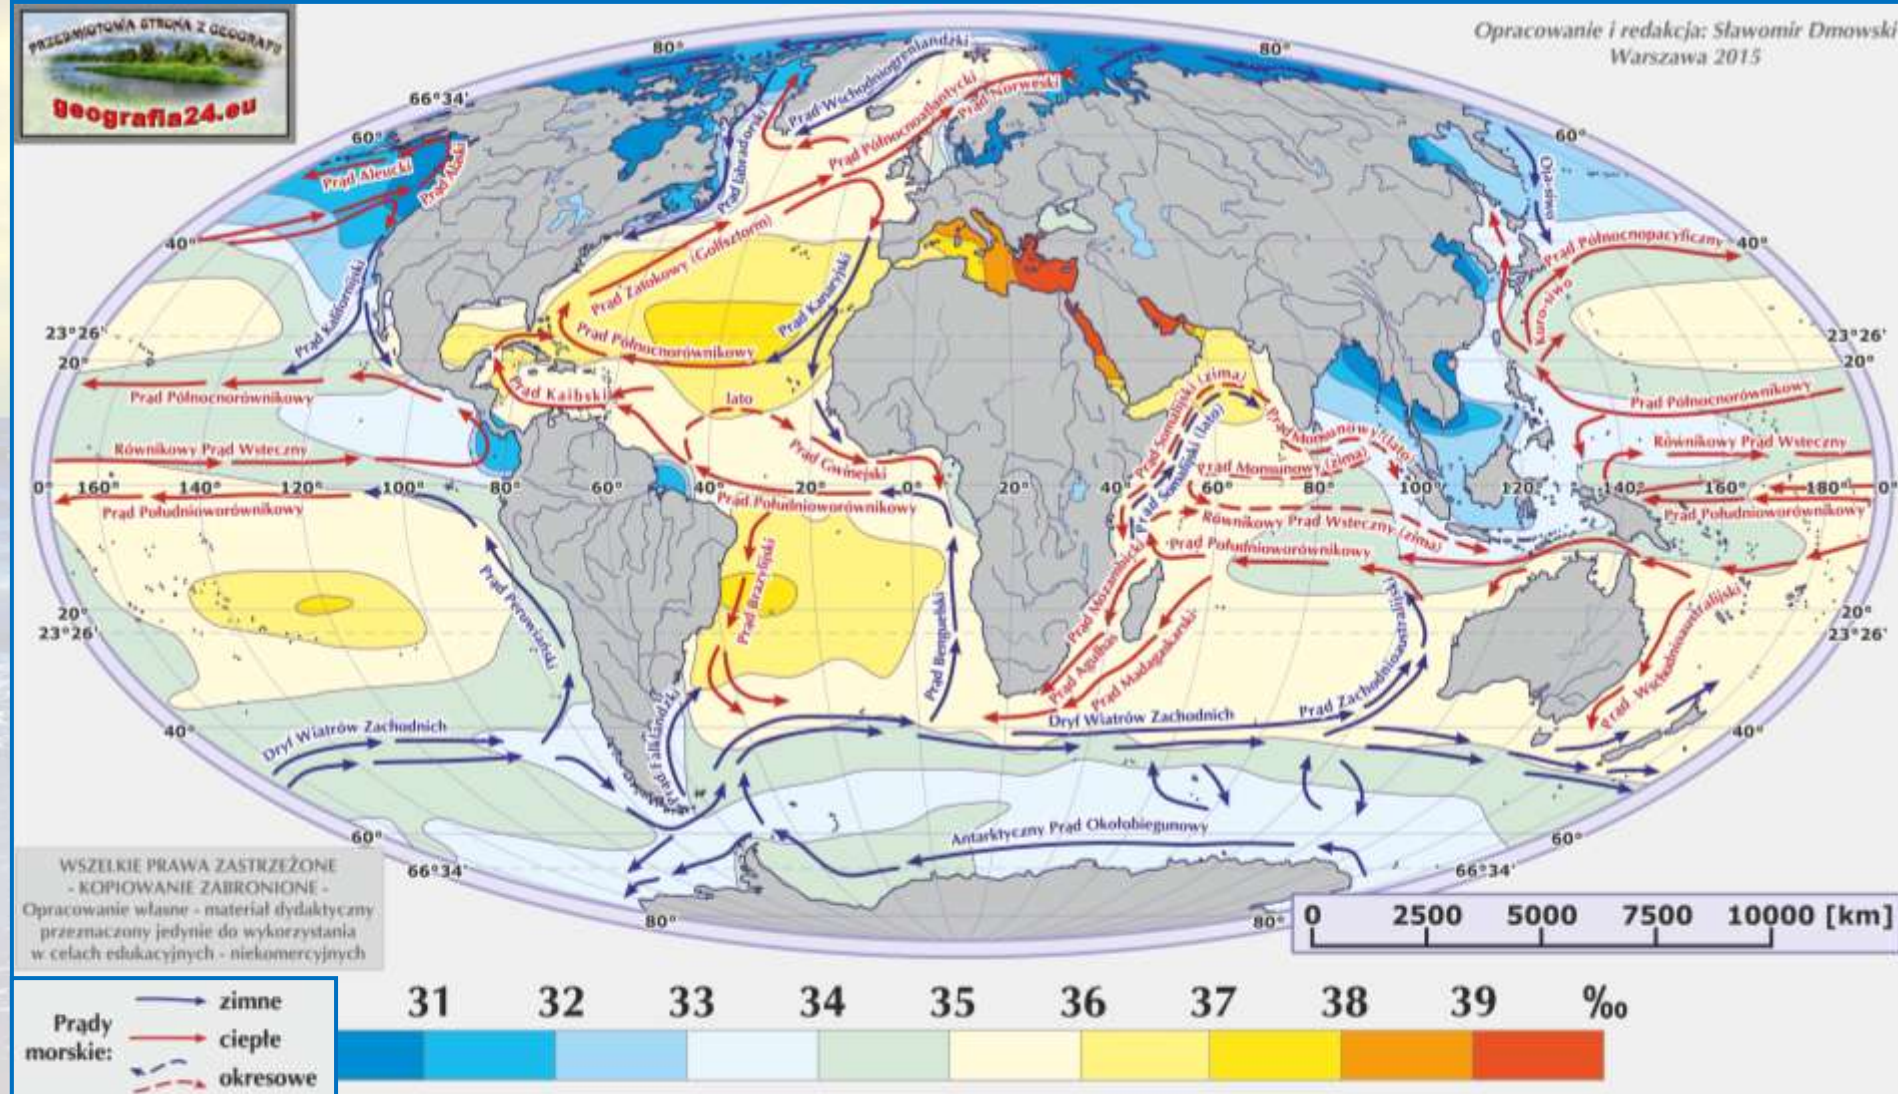 PRZEDMIOTOWA STRONA Z GEOGRAFII
geografia24.eu
Opracowanie i redakcja: Sławomir Dmowski
Warszawa 2015
80°
80°
66°34'
60°
60°
40°
40°
23°26'
23°26'
20°
20°
0°
160°
140°
120°
100°
80°
60°
40°
20°
0°
20°
40°
60°
80°
100°
120°
140°
160°
180°
0°
20°
20°
23°26'
23°26'
40°
40°
60°
60°
66°34'
66°34'
80°
80°
Prąd Wschodniogrenlandzki
Prąd Północnoatlantycki
Prąd Norweski
Prąd labradorski
Prąd Aleucki
Prąd Alaski
Oja-siwo
Prąd Północnopacyficzny
Kuro-siwo
Prąd Kalifornijski
Prąd Zatokowy (Golfsztorm)
Prąd Kanaryjski
Prąd Północnorównikowy
Prąd Kaibski
lato
Prąd Północnorównikowy
Prąd Północnorównikowy
Równikowy Prąd Wsteczny
Równikowy Prąd Wsteczny
Prąd Gwinejski
Prąd Somalijski (zima)
Prąd Somalijski (lato)
Prąd Monsunowy (lato)
Prąd Monsunowy (zima)
Prąd Południoworównikowy
Prąd Południoworównikowy
Prąd Południoworównikowy
Równikowy Prąd Wsteczny (zima)
Prąd Południoworównikowy
Prąd Peruwiański
Prąd Brazylijski
Prąd Benguelski
Prąd Mozambicki
Prąd Agulhas
Prąd Madagaskarski
Prąd Zachodnioaustralijski
Prąd Wschodnioaustralijski
Prąd Falklandzki
Dryf Wiatrów Zachodnich
Dryf Wiatrów Zachodnich
Antarktyczny Prąd Okołobiegunowy
WSZELKIE PRAWA ZASTRZEŻONE
- KOPIOWANIE ZABRONIONE -
Opracowanie własne - materiał dydaktyczny
przeznaczony jedynie do wykorzystania
w celach edukacyjnych - niekomercyjnych
0 2500 5000 7500 10000 [km]
Prądy
morskie:
zimne
ciepłe
okresowe
31 32 33 34 35 36 37 38 39 ‰